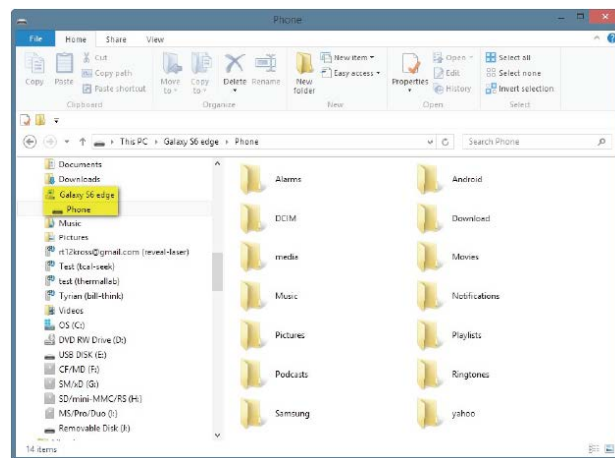 Phone
File Home Share View
Copy Paste Cut Copy path Paste shortcut Move to Copy to Delete Rename New folder New item Easy access Properties Open Edit History Select all Select none Invert selection
Clipboard Organize New Open Select
This PC Galaxy S6 edge Phone Search Phone
Documents
Downloads
Galaxy S6 edge
Phone
Music
Pictures
rt12kross@gmail.com (reveal-laser)
Test (tcal-seek)
test (thermallab)
Tyrian (bill-think)
Videos
OS (C:)
DVD RW Drive (D:)
USB DISK (E:)
CF/MD (F:)
SM/xD (G:)
SD/mini-MMC/RS (H:)
MS/Pro/Duo (I:)
Removable Disk (J:)
Alarms Android
DCIM Download
media Movies
Music Notifications
Pictures Playlists
Podcasts Ringtones
Samsung yahoo
14 items